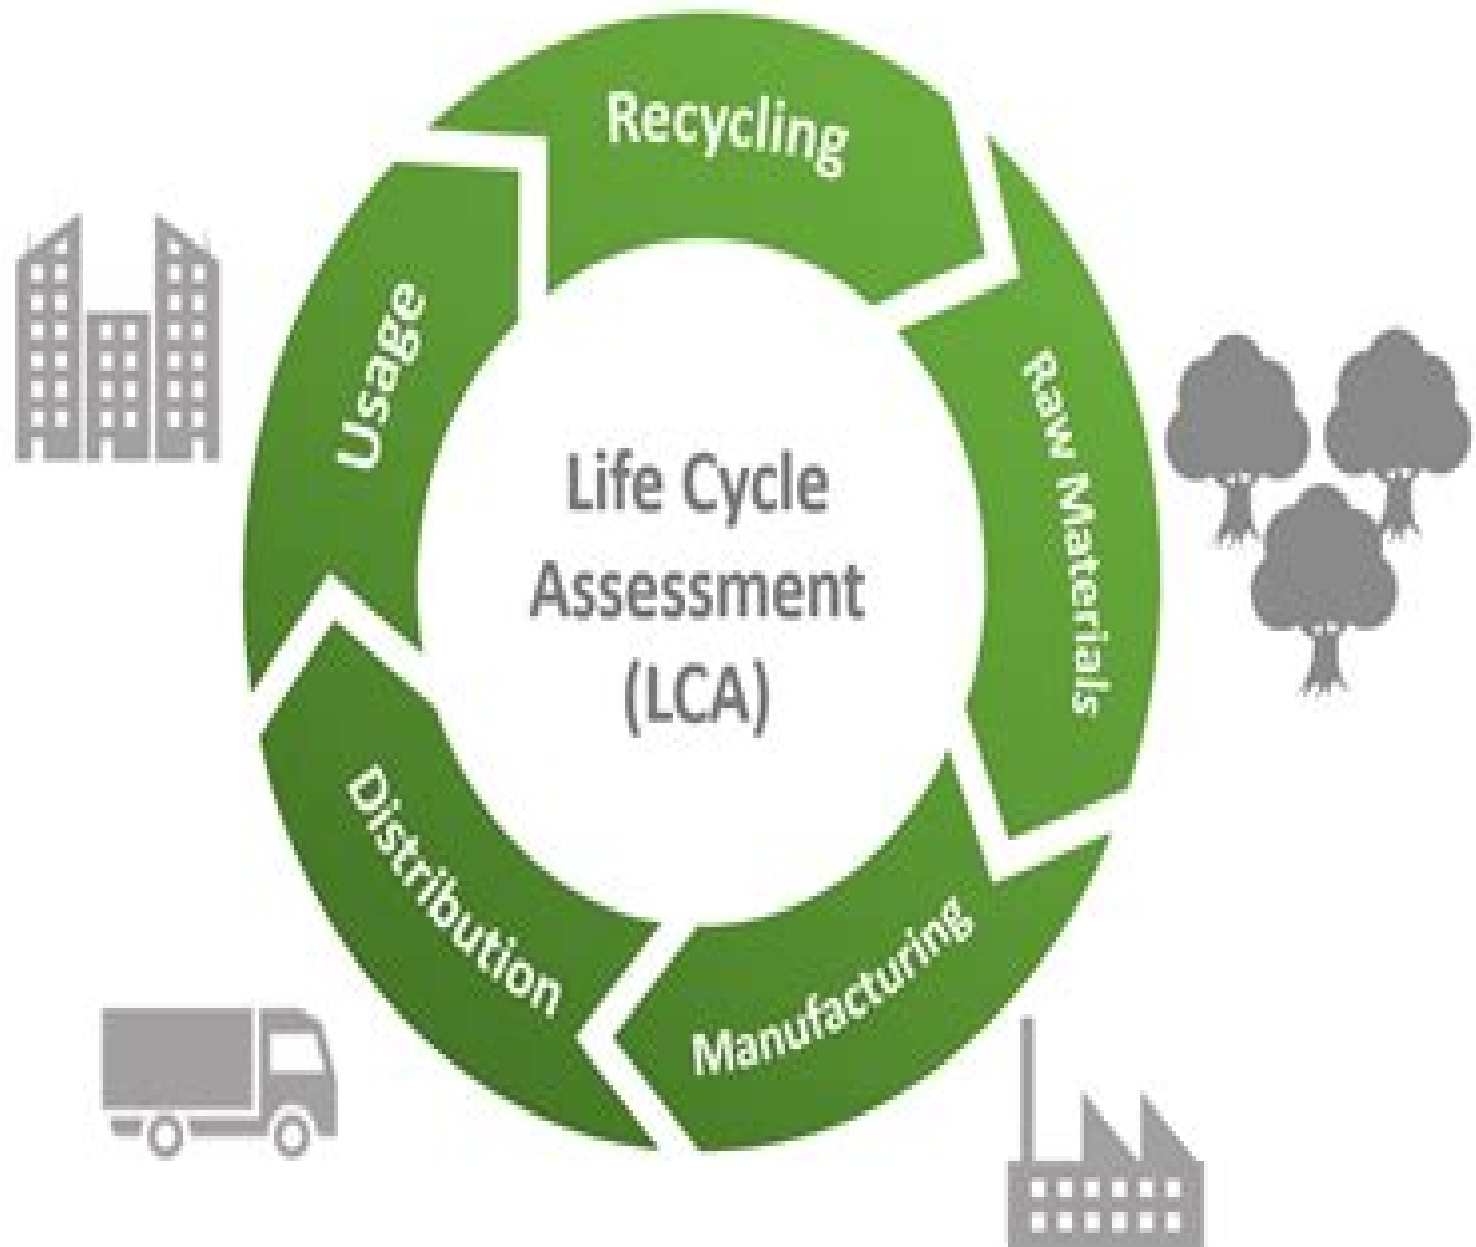 Recycling
Raw Materials
Manufacturing
Distribution
Usage
Life Cycle
Assessment
(LCA)